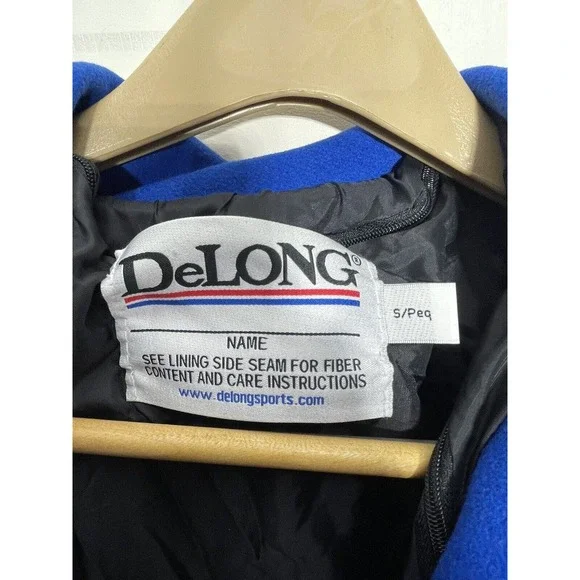 DeLONG®
NAME
SEE LINING SIDE SEAM FOR FIBER
CONTENT AND CARE INSTRUCTIONS
www.delongsports.com
S/Peq